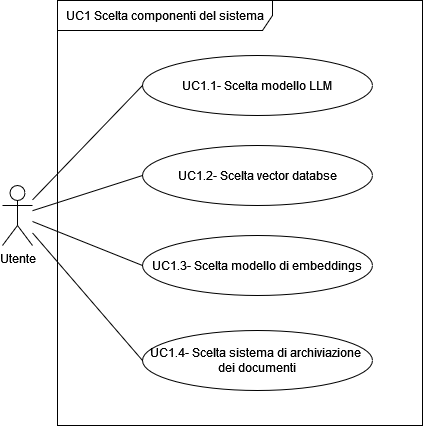 UC1 Scelta componenti del sistema
UC1.1- Scelta modello LLM
UC1.2- Scelta vector databse
Utente
UC1.3- Scelta modello di embeddings
UC1.4- Scelta sistema di archiviazione
dei documenti